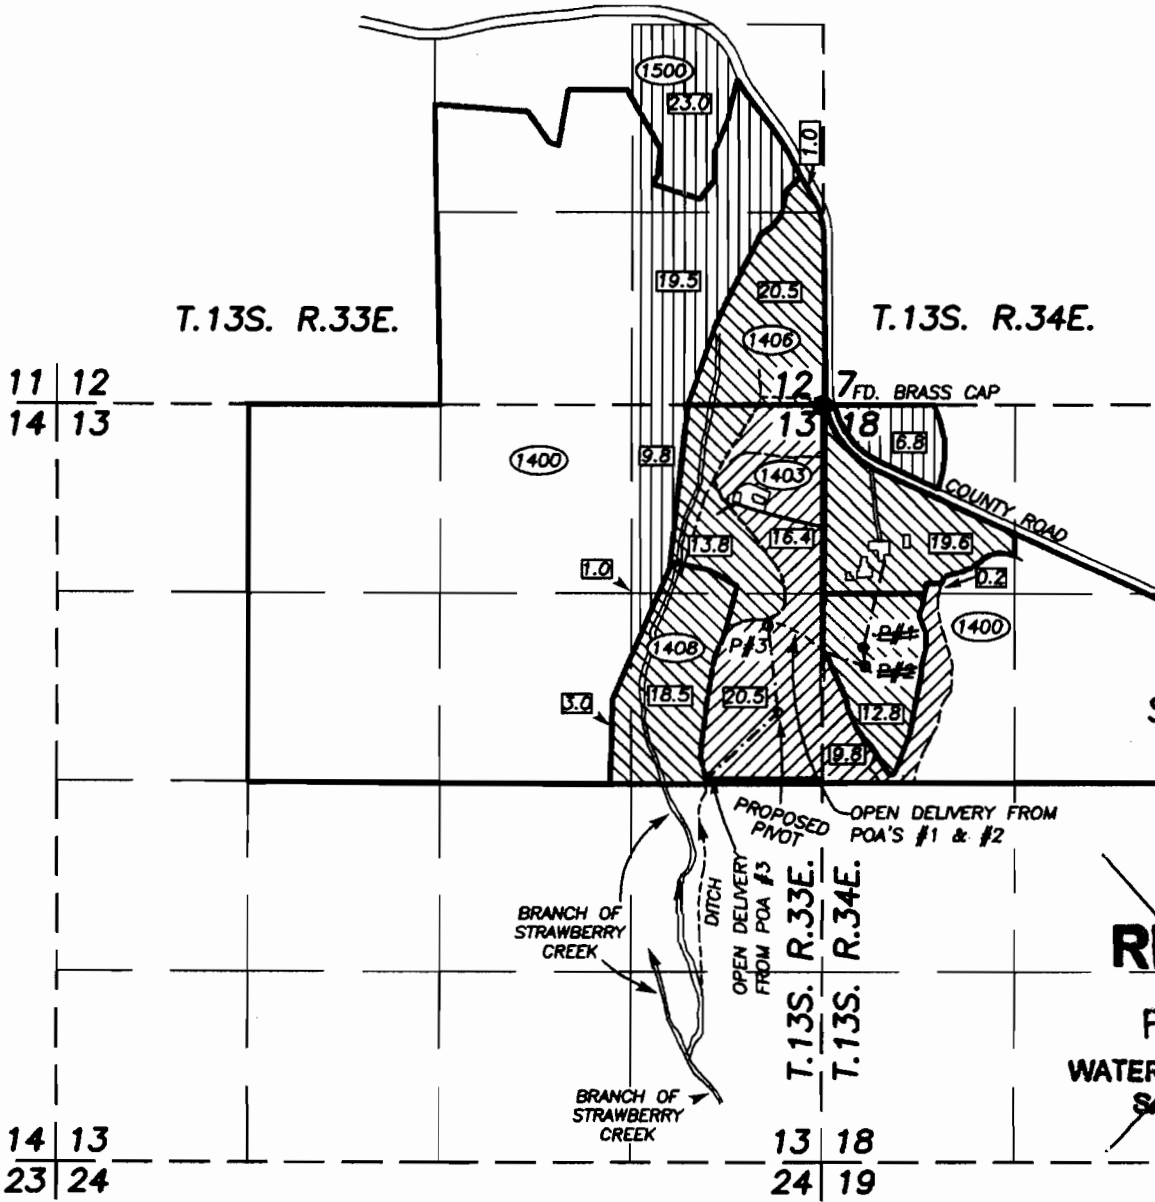 1500
23.0
1.0
19.5
20.5
T.13S. R.33E.
T.13S. R.34E.
1406
11 12
14 13
12 7 FD. BRASS CAP
13 18
6.8
1400
9.8
1403
COUNTY ROAD
13.8
16.4
19.6
1.0
0.2
1408
P#3
P#1
1400
P#2
3.0
18.5
20.5
12.8
19.8
PROPOSED
PIVOT
OPEN DELIVERY FROM
POA'S #1 & #2
DITCH
OPEN DELIVERY
FROM POA #3
T.13S. R.33E.
T.13S. R.34E.
BRANCH OF
STRAWBERRY
CREEK
BRANCH OF
STRAWBERRY
CREEK
WATER
14 13
23 24
13 18
24 19